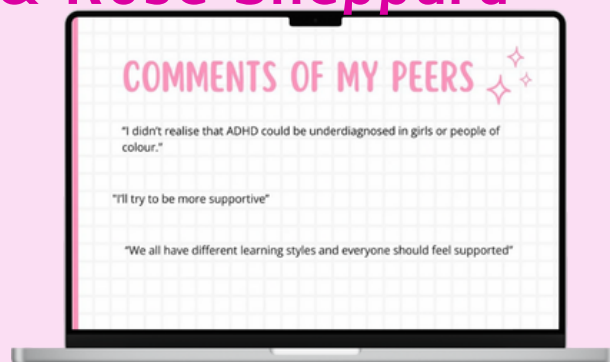 & Rose Sheppard
COMMENTS OF MY PEERS
“I didn't realise that ADHD could be underdiagnosed in girls or people of
colour.”
“I'll try to be more supportive”
“We all have different learning styles and everyone should feel supported”